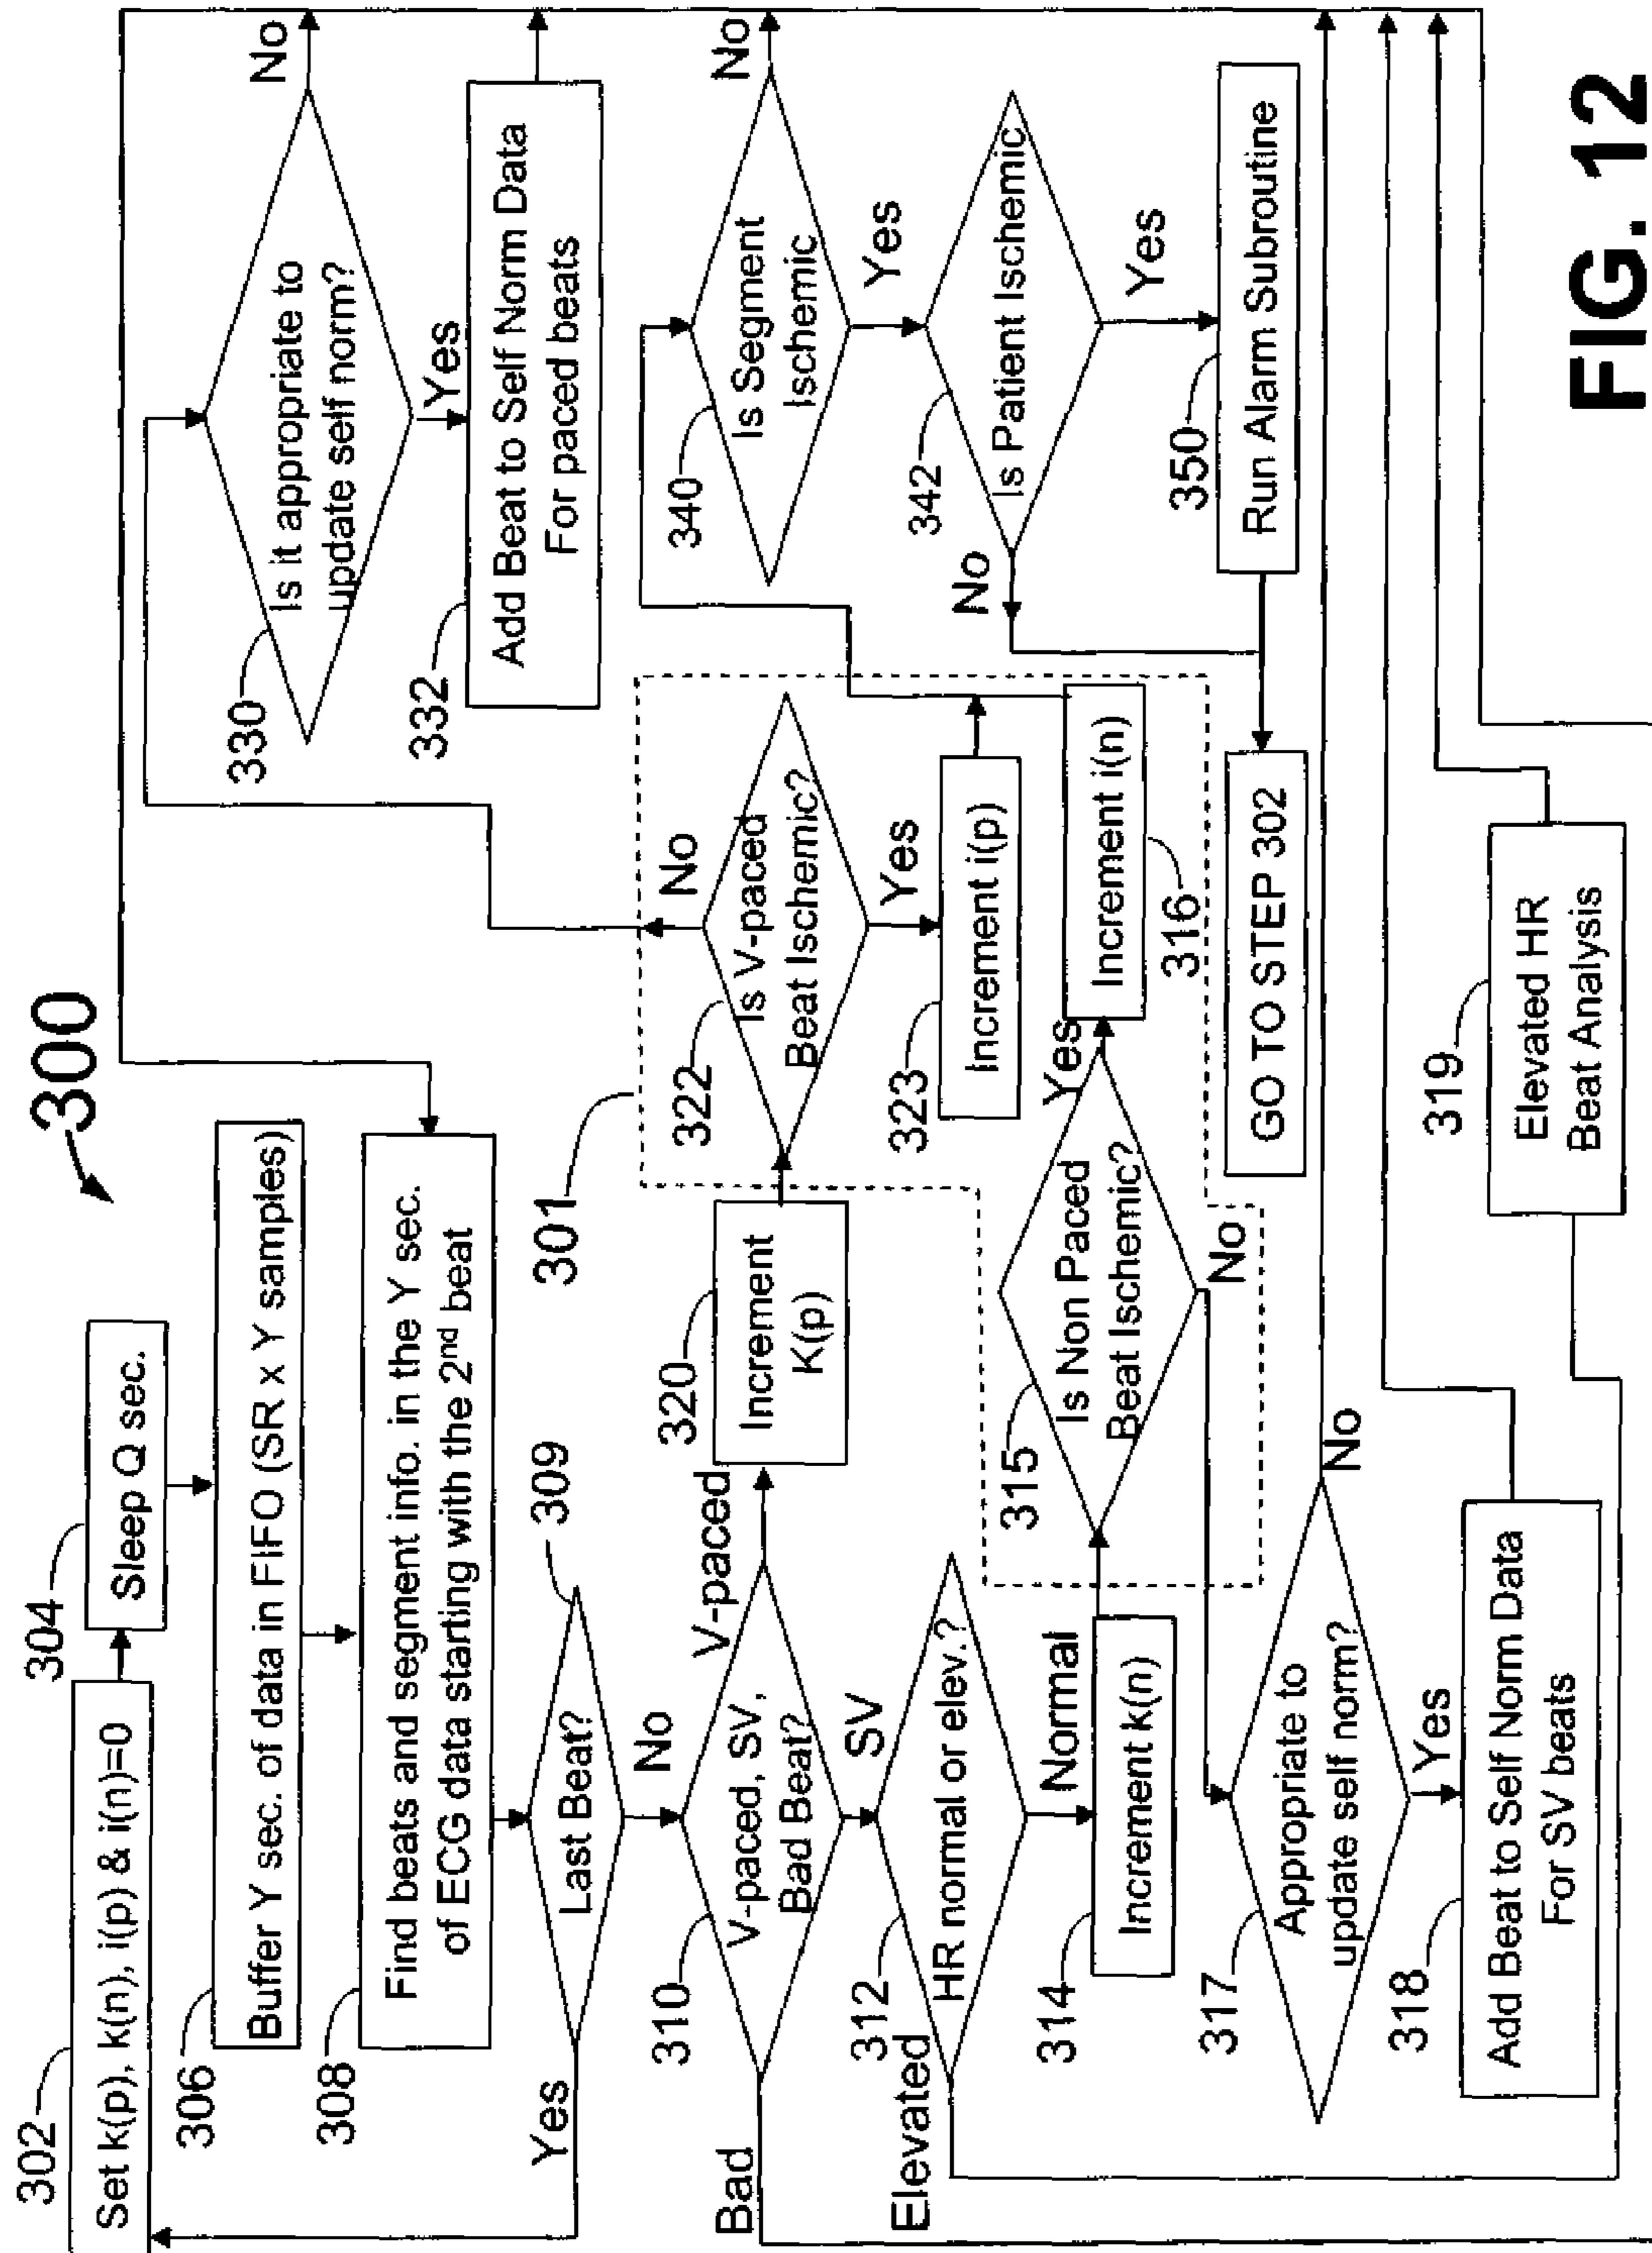 300
302
Set k(p), k(n), i(p) & i(n)=0
304
Sleep Q sec.
306
Buffer Y sec. of data in FIFO (SR x Y samples)
308
Find beats and segment info. in the Y sec.
of ECG data starting with the 2nd beat
309
Last Beat?
Yes
No
310
V-paced, SV,
Bad Beat?
Bad
V-paced
SV
312
HR normal or elev.?
Elevated
Normal
314
Increment k(n)
301
320
Increment
K(p)
322
Is V-paced
Beat Ischemic?
No
Yes
323
Increment i(p)
315
Is Non Paced
Beat Ischemic?
Yes
No
Increment i(n)
316
317
Appropriate to
update self norm?
No
Yes
318
Add Beat to Self Norm Data
For SV beats
319
Elevated HR
Beat Analysis
GO TO STEP 302
330
Is it appropriate to
update self norm?
No
Yes
332
Add Beat to Self Norm Data
For paced beats
340
Is Segment
Ischemic
No
Yes
342
Is Patient Ischemic
No
Yes
350
Run Alarm Subroutine
FIG. 12